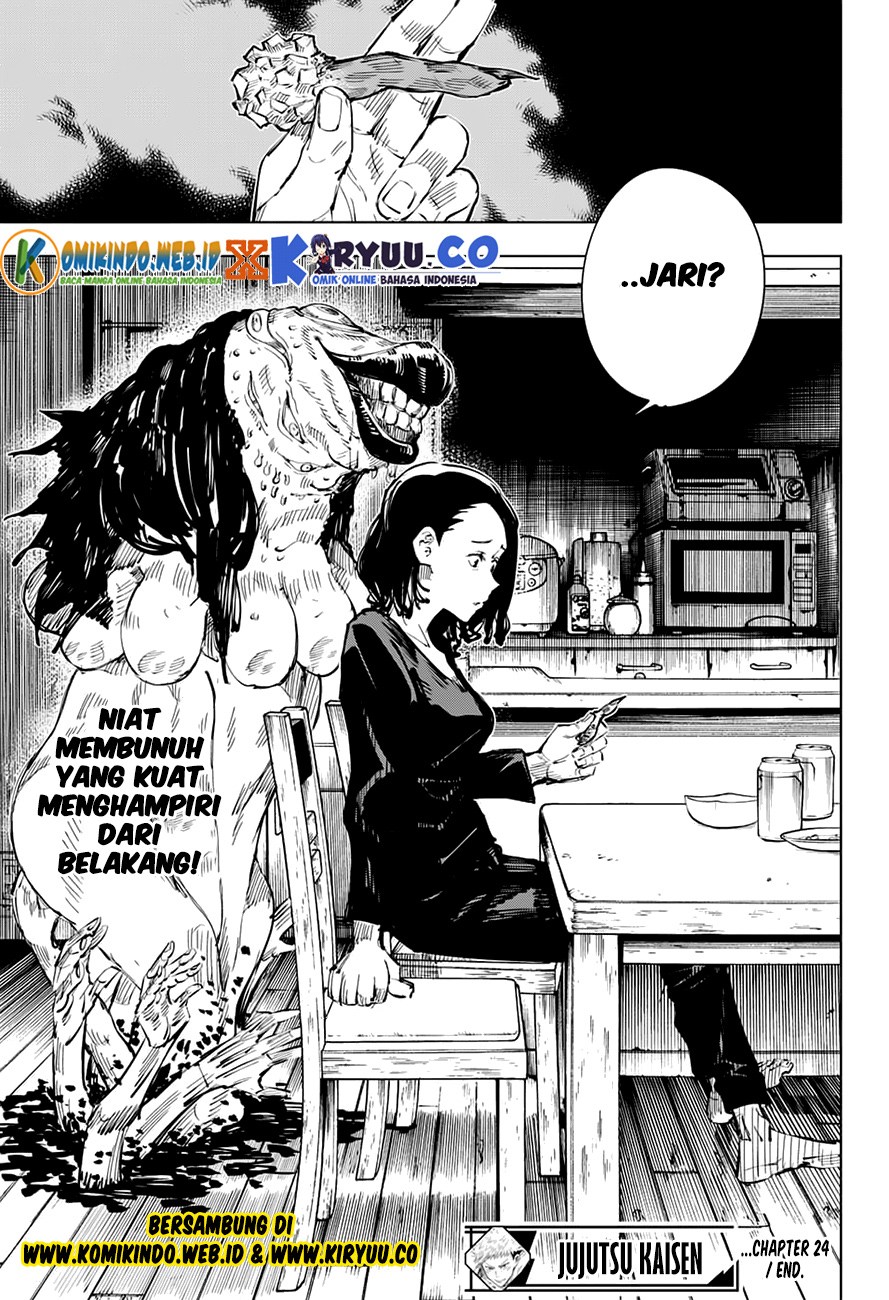 KOMIKINDO.WEB.ID X KIRYUU.CO
BACA MANGA ONLINE BAHASA INDONESIA
OMIK ONLINE BAHASA INDONESIA
..JARI?
NIAT
MEMBUNUH
YANG KUAT
MENGHAMPIRI
DARI
BELAKANG!
BERSAMBUNG DI
WWW.KOMIKINDO.WEB.ID & WWW.KIRYUU.CO
JUJUTSU KAISEN
...CHAPTER 24
/ END.